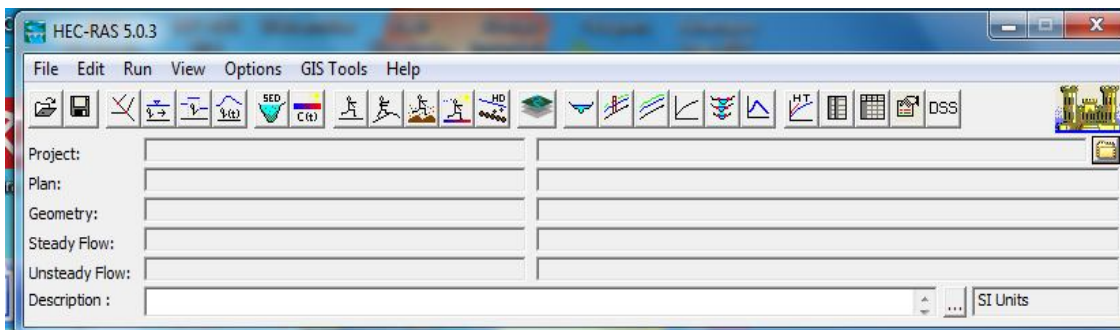 HEC-RAS 5.0.3
File Edit Run View Options GIS Tools Help
SED C(t) HD HT DSS
Project:
Plan:
Geometry:
Steady Flow:
Unsteady Flow:
Description : ... SI Units